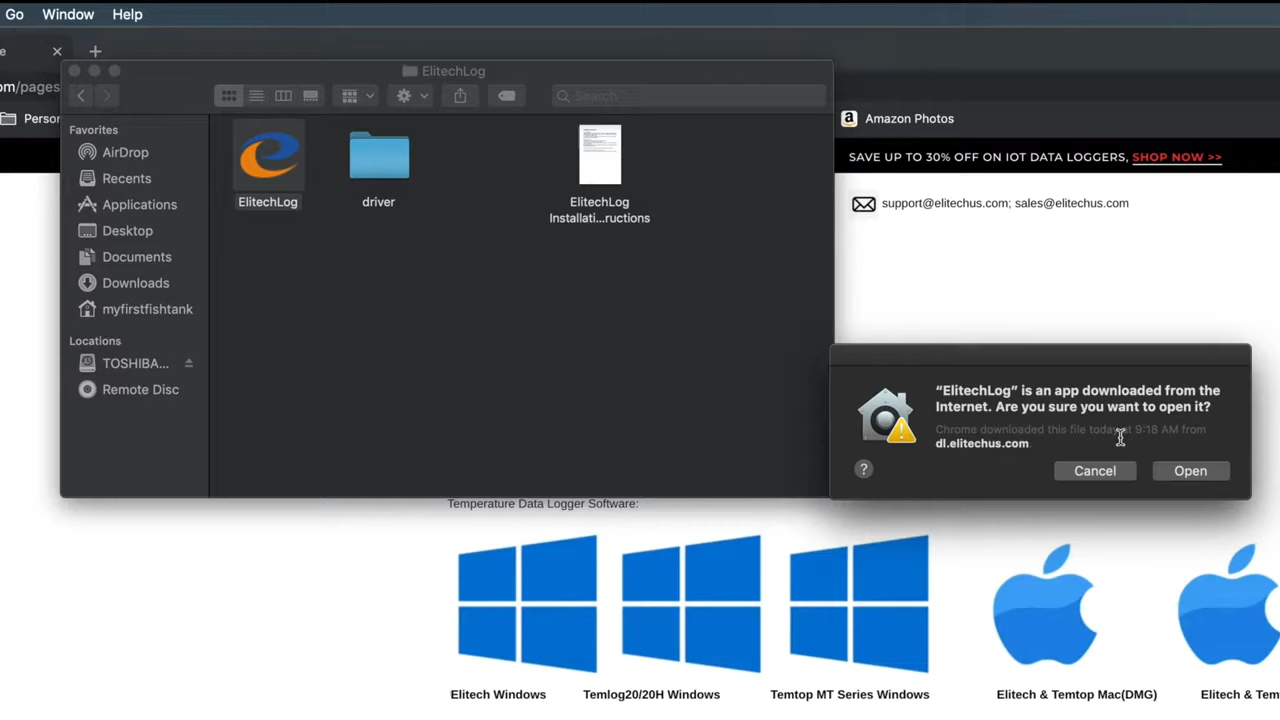 Go Window Help
e
om/pages
Person
Amazon Photos
SAVE UP TO 30% OFF ON IOT DATA LOGGERS, SHOP NOW >>
support@elitechus.com; sales@elitechus.com
ElitechLog
Search
Favorites
AirDrop
Recents
Applications
Desktop
Documents
Downloads
myfirstfishtank
Locations
TOSHIBA...
Remote Disc
ElitechLog
driver
ElitechLog
Installati...ructions
“ElitechLog” is an app downloaded from the
Internet. Are you sure you want to open it?
Chrome downloaded this file today at 9:18 AM from
dl.elitechus.com.
?
Cancel
Open
Temperature Data Logger Software:
Elitech Windows
Temlog20/20H Windows
Temtop MT Series Windows
Elitech & Temtop Mac(DMG)
Elitech & Tem